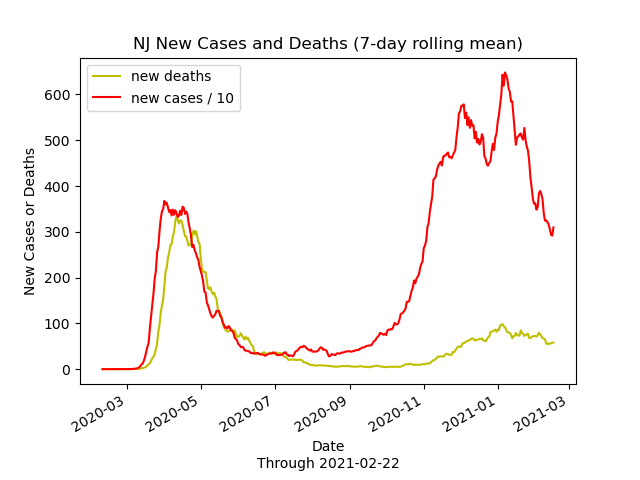 NJ New Cases and Deaths (7-day rolling mean)
new deaths
new cases / 10
New Cases or Deaths
600
500
400
300
200
100
0
2020-03
2020-05
2020-07
2020-09
2020-11
2021-01
2021-03
Date
Through 2021-02-22